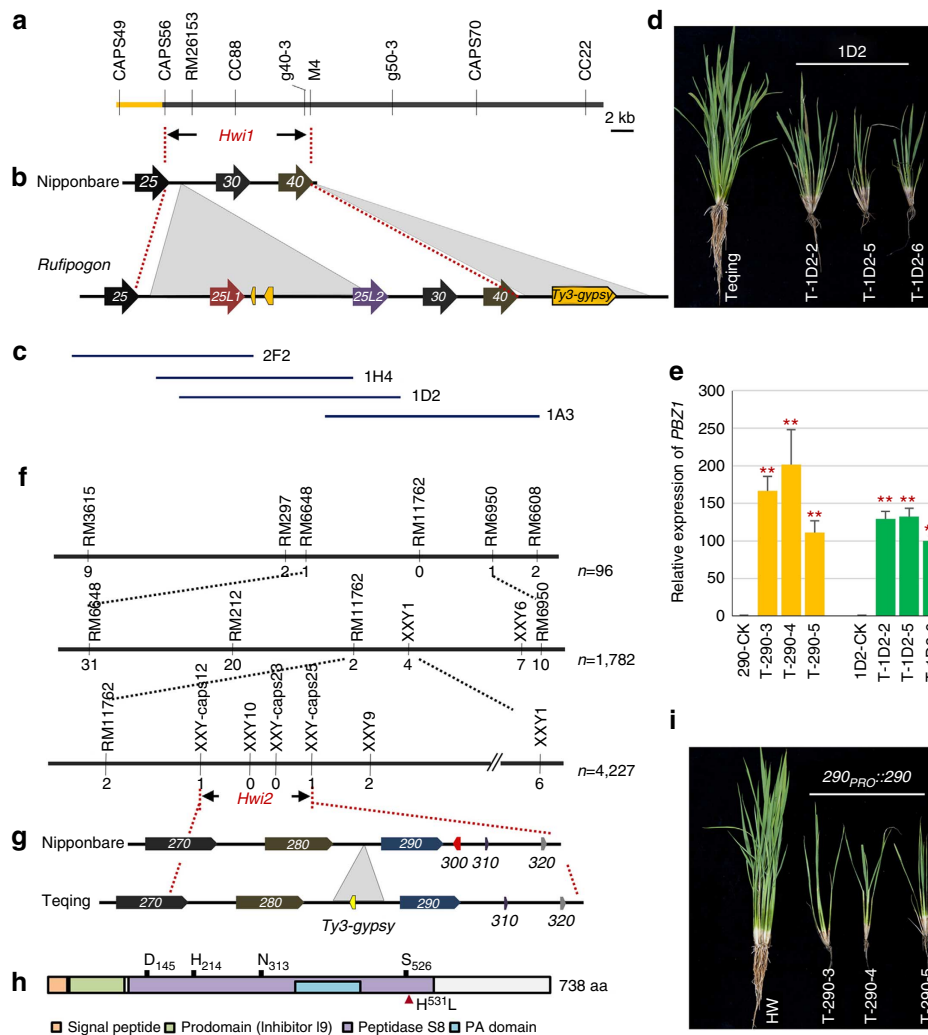 a
CAPS49
CAPS56
RM26153
CC88
g40-3
M4
g50-3
CAPS70
CC22
2 kb
Hwi1
b
Nipponbare
25
30
40
Rufipogon
25
25L1
25L2
30
40
Ty3-gypsy
c
2F2
1H4
1D2
1A3
d
1D2
Teqing
T-1D2-2
T-1D2-5
T-1D2-6
e
Relative expression of PBZ1
300
250
200
150
100
50
0
**
**
**
**
**
290-CK
T-290-3
T-290-4
T-290-5
1D2-CK
T-1D2-2
T-1D2-5
f
RM3615
RM297
RM6648
RM11762
RM6950
RM6608
9
2
1
0
1
2
n=96
RM6648
RM212
RM11762
XXY1
XXY6
RM6950
31
20
2
4
7
10
n=1,782
RM11762
XXY-caps12
XXY10
XXY-caps23
XXY-caps25
XXY9
XXY1
2
1
0
0
1
2
6
n=4,227
Hwi2
g
Nipponbare
270
280
290
300
310
320
Teqing
270
280
290
310
320
Ty3-gypsy
h
D145
H214
N313
S526
H531L
738 aa
Signal peptide
Prodomain (Inhibitor I9)
Peptidase S8
PA domain
i
290PRO::290
HW
T-290-3
T-290-4
T-290-5